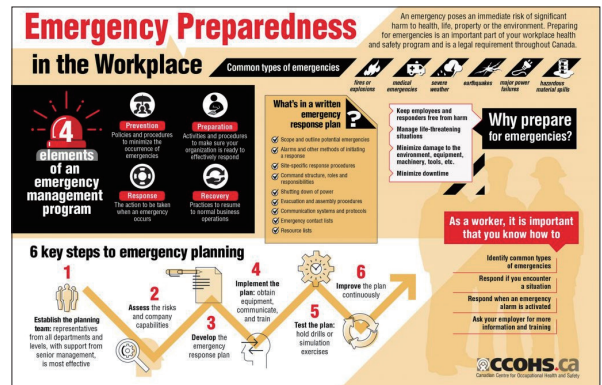 Emergency Preparedness
in the Workplace
An emergency poses an immediate risk of significant
harm to health, life, property or the environment. Preparing
for emergencies is an important part of your workplace health
and safety program and is a legal requirement throughout Canada.
Common types of emergencies
fires or
explosions
medical
emergencies
severe
weather
earthquakes
major power
failures
hazardous
material spills
4
elements
of an
emergency
management
program
Prevention
Policies and procedures
to minimize the
occurrence of
emergencies
Preparation
Activities and procedures
to make sure your
organization is ready to
effectively respond
Response
The action to be taken
when an emergency
occurs
Recovery
Practices to resume
to normal business
operations
What's in a written
emergency
response plan
?
Scope and outline potential emergencies
Alarms and other methods of initiating
a response
Site-specific response procedures
Command structure, roles and
responsibilities
Shutting down of power
Evacuation and assembly procedures
Communication systems and protocols
Emergency contact lists
Resource lists
Keep employees and
responders free from harm
Manage life-threatening
situations
Minimize damage to the
environment, equipment,
machinery, tools, etc.
Minimize downtime
Why prepare
for emergencies?
6 key steps to emergency planning
1
Establish the planning
team: representatives
from all departments and
levels, with support from
senior management,
is most effective
2
Assess the risks
and company
capabilities
3
Develop the
emergency
response plan
4
Implement the
plan: obtain
equipment,
communicate,
and train
5
Test the plan:
hold drills or
simulation
exercises
6
Improve the plan
continuously
As a worker, it is important
that you know how to
Identify common types
of emergencies
Respond if you encounter
a situation
Respond when an emergency
alarm is activated
Ask your employer for more
information and training
CCOHS.ca
Canadian Centre for Occupational Health and Safety